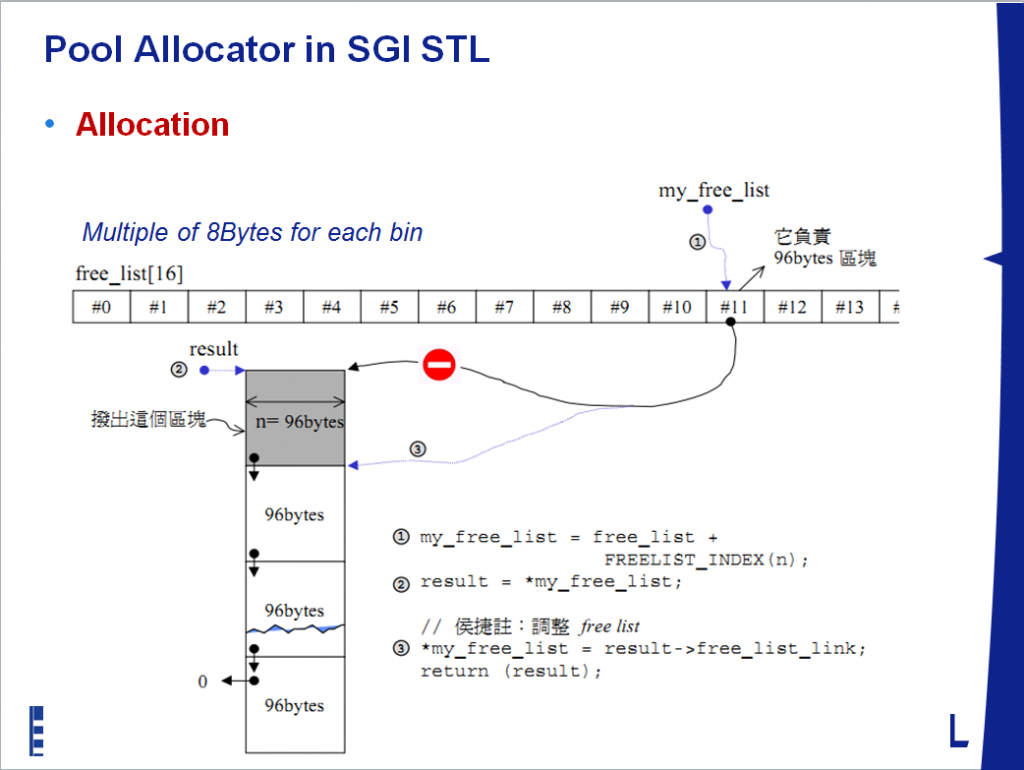 Pool Allocator in SGI STL
• Allocation
my_free_list
Multiple of 8Bytes for each bin
①
它負責
96bytes 區塊
free_list[16]
#0 #1 #2 #3 #4 #5 #6 #7 #8 #9 #10 #11 #12 #13 #
result
②
撥出這個區塊
n= 96bytes
③
96bytes
① my_free_list = free_list +
FREELIST_INDEX(n);
② result = *my_free_list;
96bytes
// 侯捷註：調整 free list
③ *my_free_list = result->free_list_link;
return (result);
0
96bytes
L